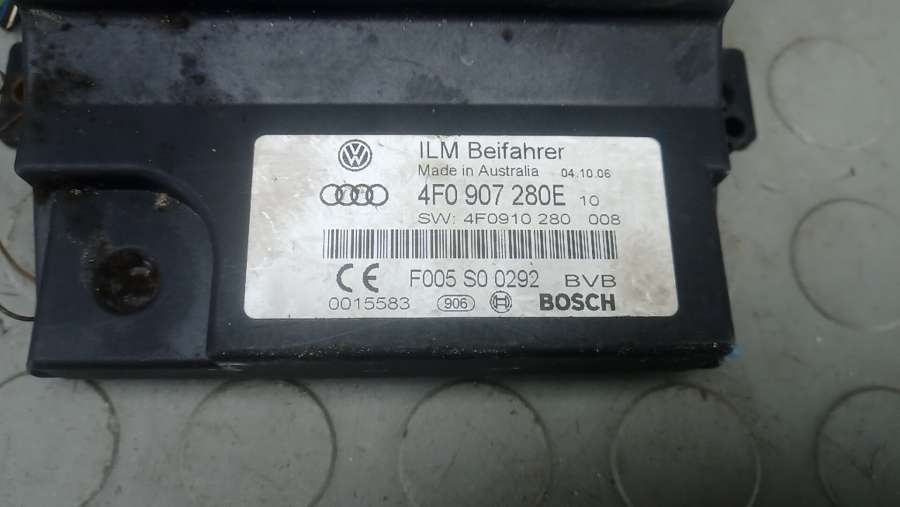 ILM Beifahrer
Made in Australia 04.10.06
4F0 907 280E 10
SW: 4F0910 280 008
CE F005 S0 0292 BVB
0015583 906 BOSCH